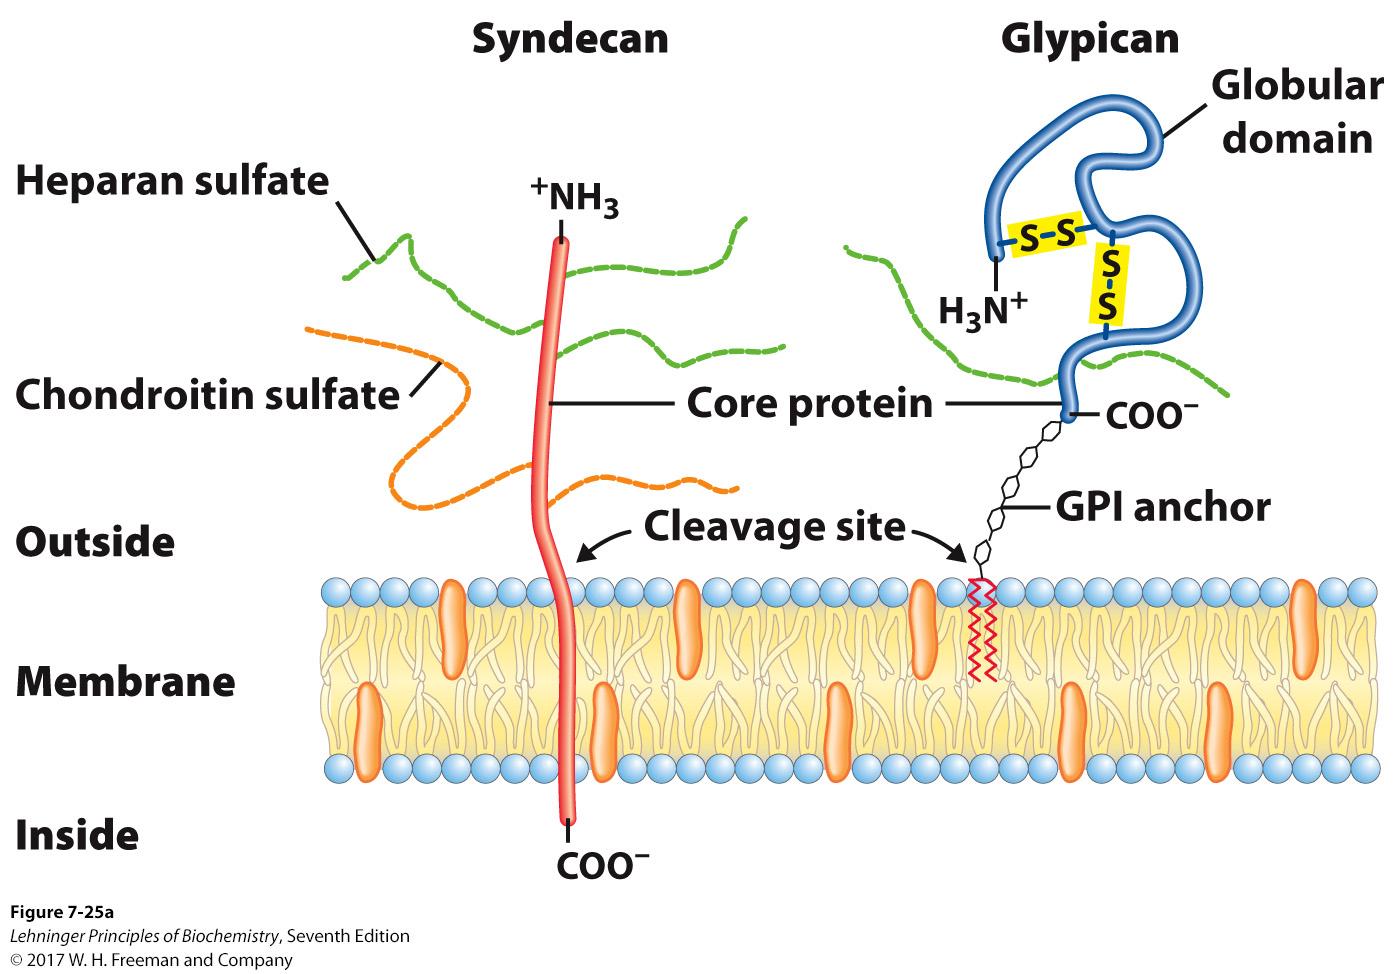 Syndecan
Glypican
Globular
domain
Heparan sulfate
⁺NH₃
S–S
S
S
H₃N⁺
Chondroitin sulfate
Core protein
COO⁻
GPI anchor
Cleavage site
Outside
Membrane
Inside
COO⁻
Figure 7-25a
Lehninger Principles of Biochemistry, Seventh Edition
© 2017 W. H. Freeman and Company